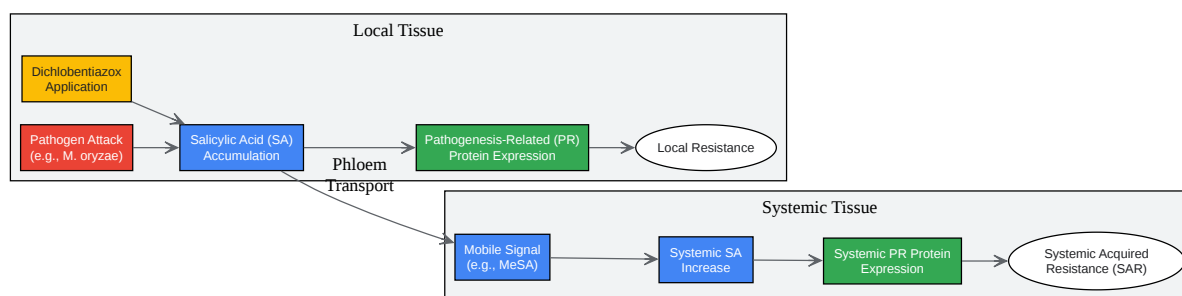 Local Tissue
Dichlobentiazox
Application
Pathogen Attack
(e.g., M. oryzae)
Salicylic Acid (SA)
Accumulation
Pathogenesis-Related (PR)
Protein Expression
Local Resistance
Phloem
Transport
Systemic Tissue
Mobile Signal
(e.g., MeSA)
Systemic SA
Increase
Systemic PR Protein
Expression
Systemic Acquired
Resistance (SAR)